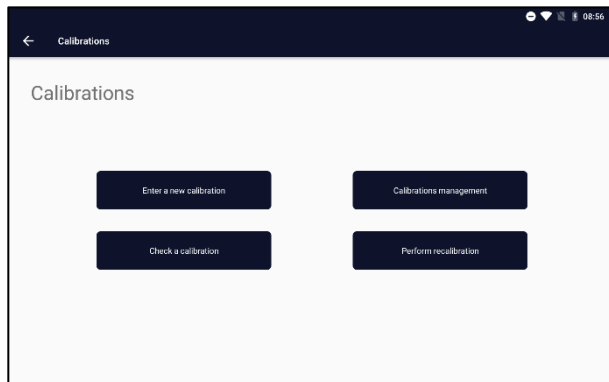 08:56
Calibrations
Calibrations
Enter a new calibration
Calibrations management
Check a calibration
Perform recalibration